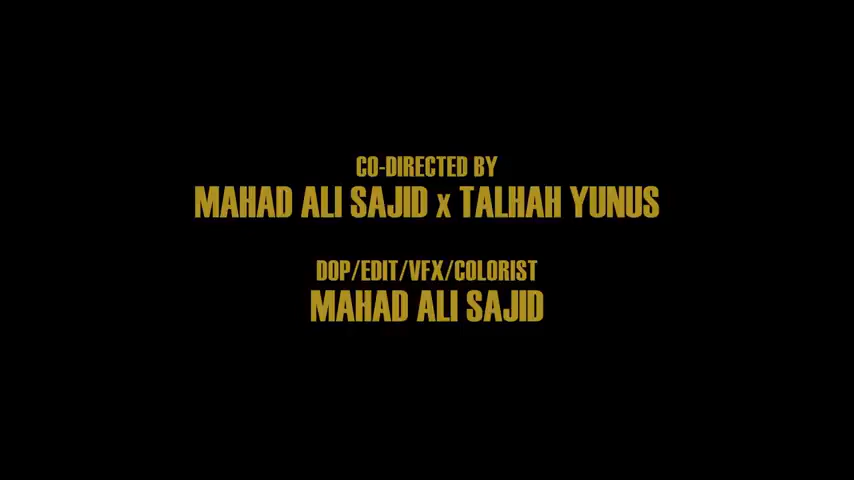 CO-DIRECTED BY
MAHAD ALI SAJID x TALHAH YUNUS
DOP/EDIT/VFX/COLORIST
MAHAD ALI SAJID